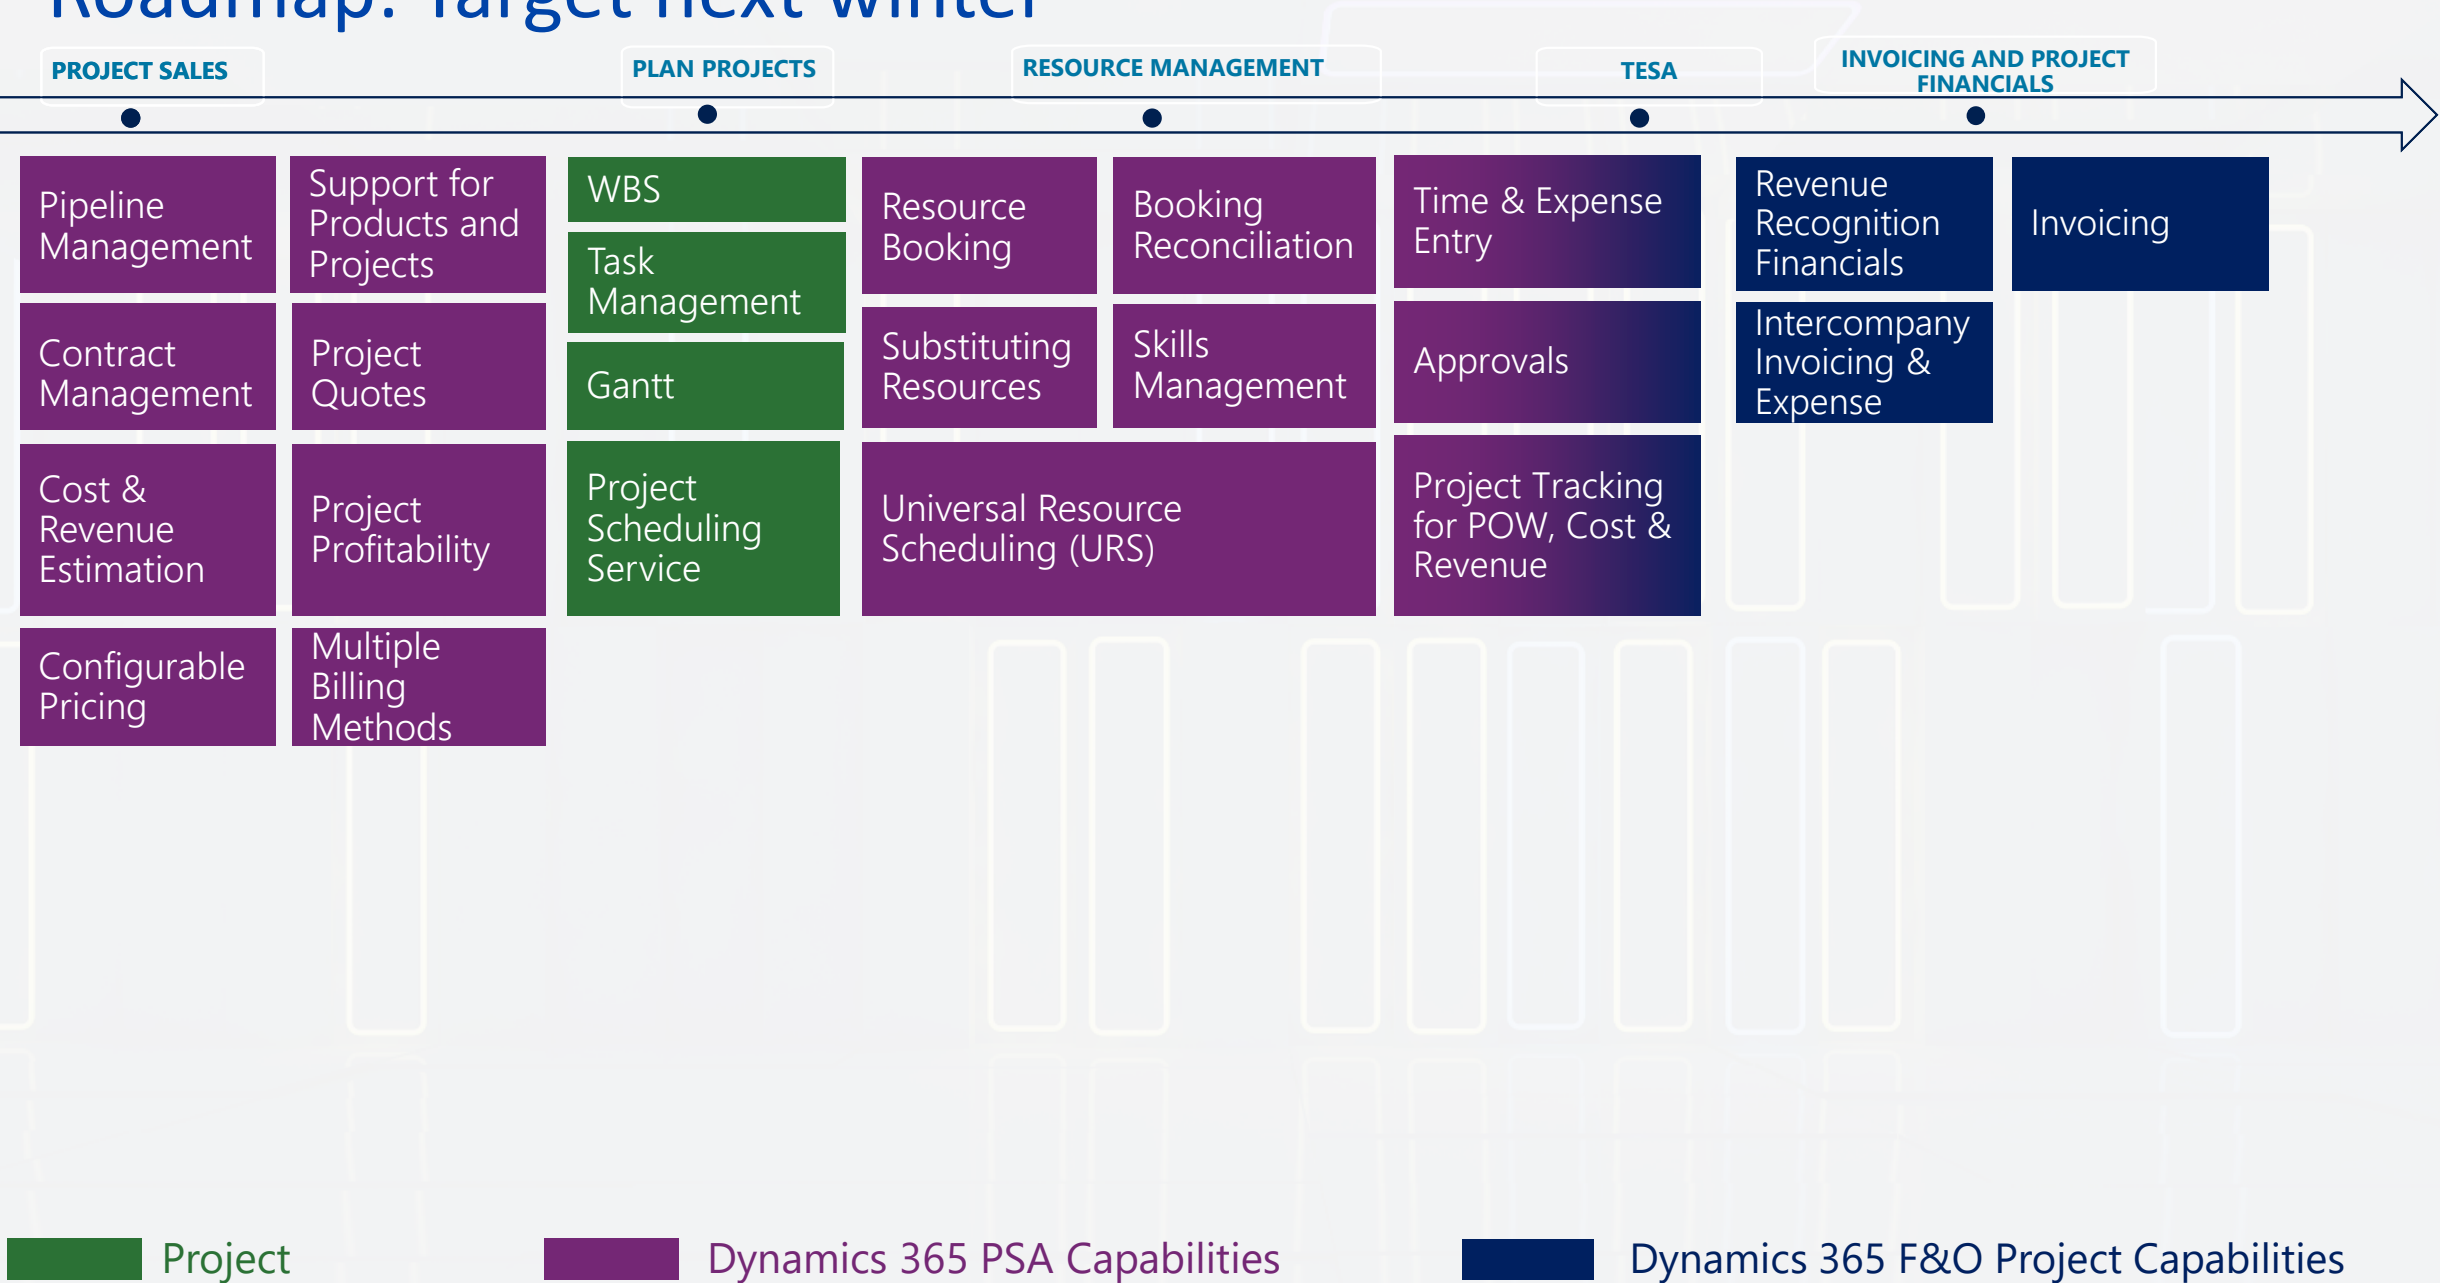 Roadmap: Target next winter
PROJECT SALES
PLAN PROJECTS
RESOURCE MANAGEMENT
TESA
INVOICING AND PROJECT
FINANCIALS
Pipeline
Management
Support for
Products and
Projects
Contract
Management
Project
Quotes
Cost &
Revenue
Estimation
Project
Profitability
Configurable
Pricing
Multiple
Billing
Methods
WBS
Task
Management
Gantt
Project
Scheduling
Service
Resource
Booking
Booking
Reconciliation
Substituting
Resources
Skills
Management
Universal Resource
Scheduling (URS)
Time & Expense
Entry
Approvals
Project Tracking
for POW, Cost &
Revenue
Revenue
Recognition
Financials
Invoicing
Intercompany
Invoicing &
Expense
Project
Dynamics 365 PSA Capabilities
Dynamics 365 F&O Project Capabilities